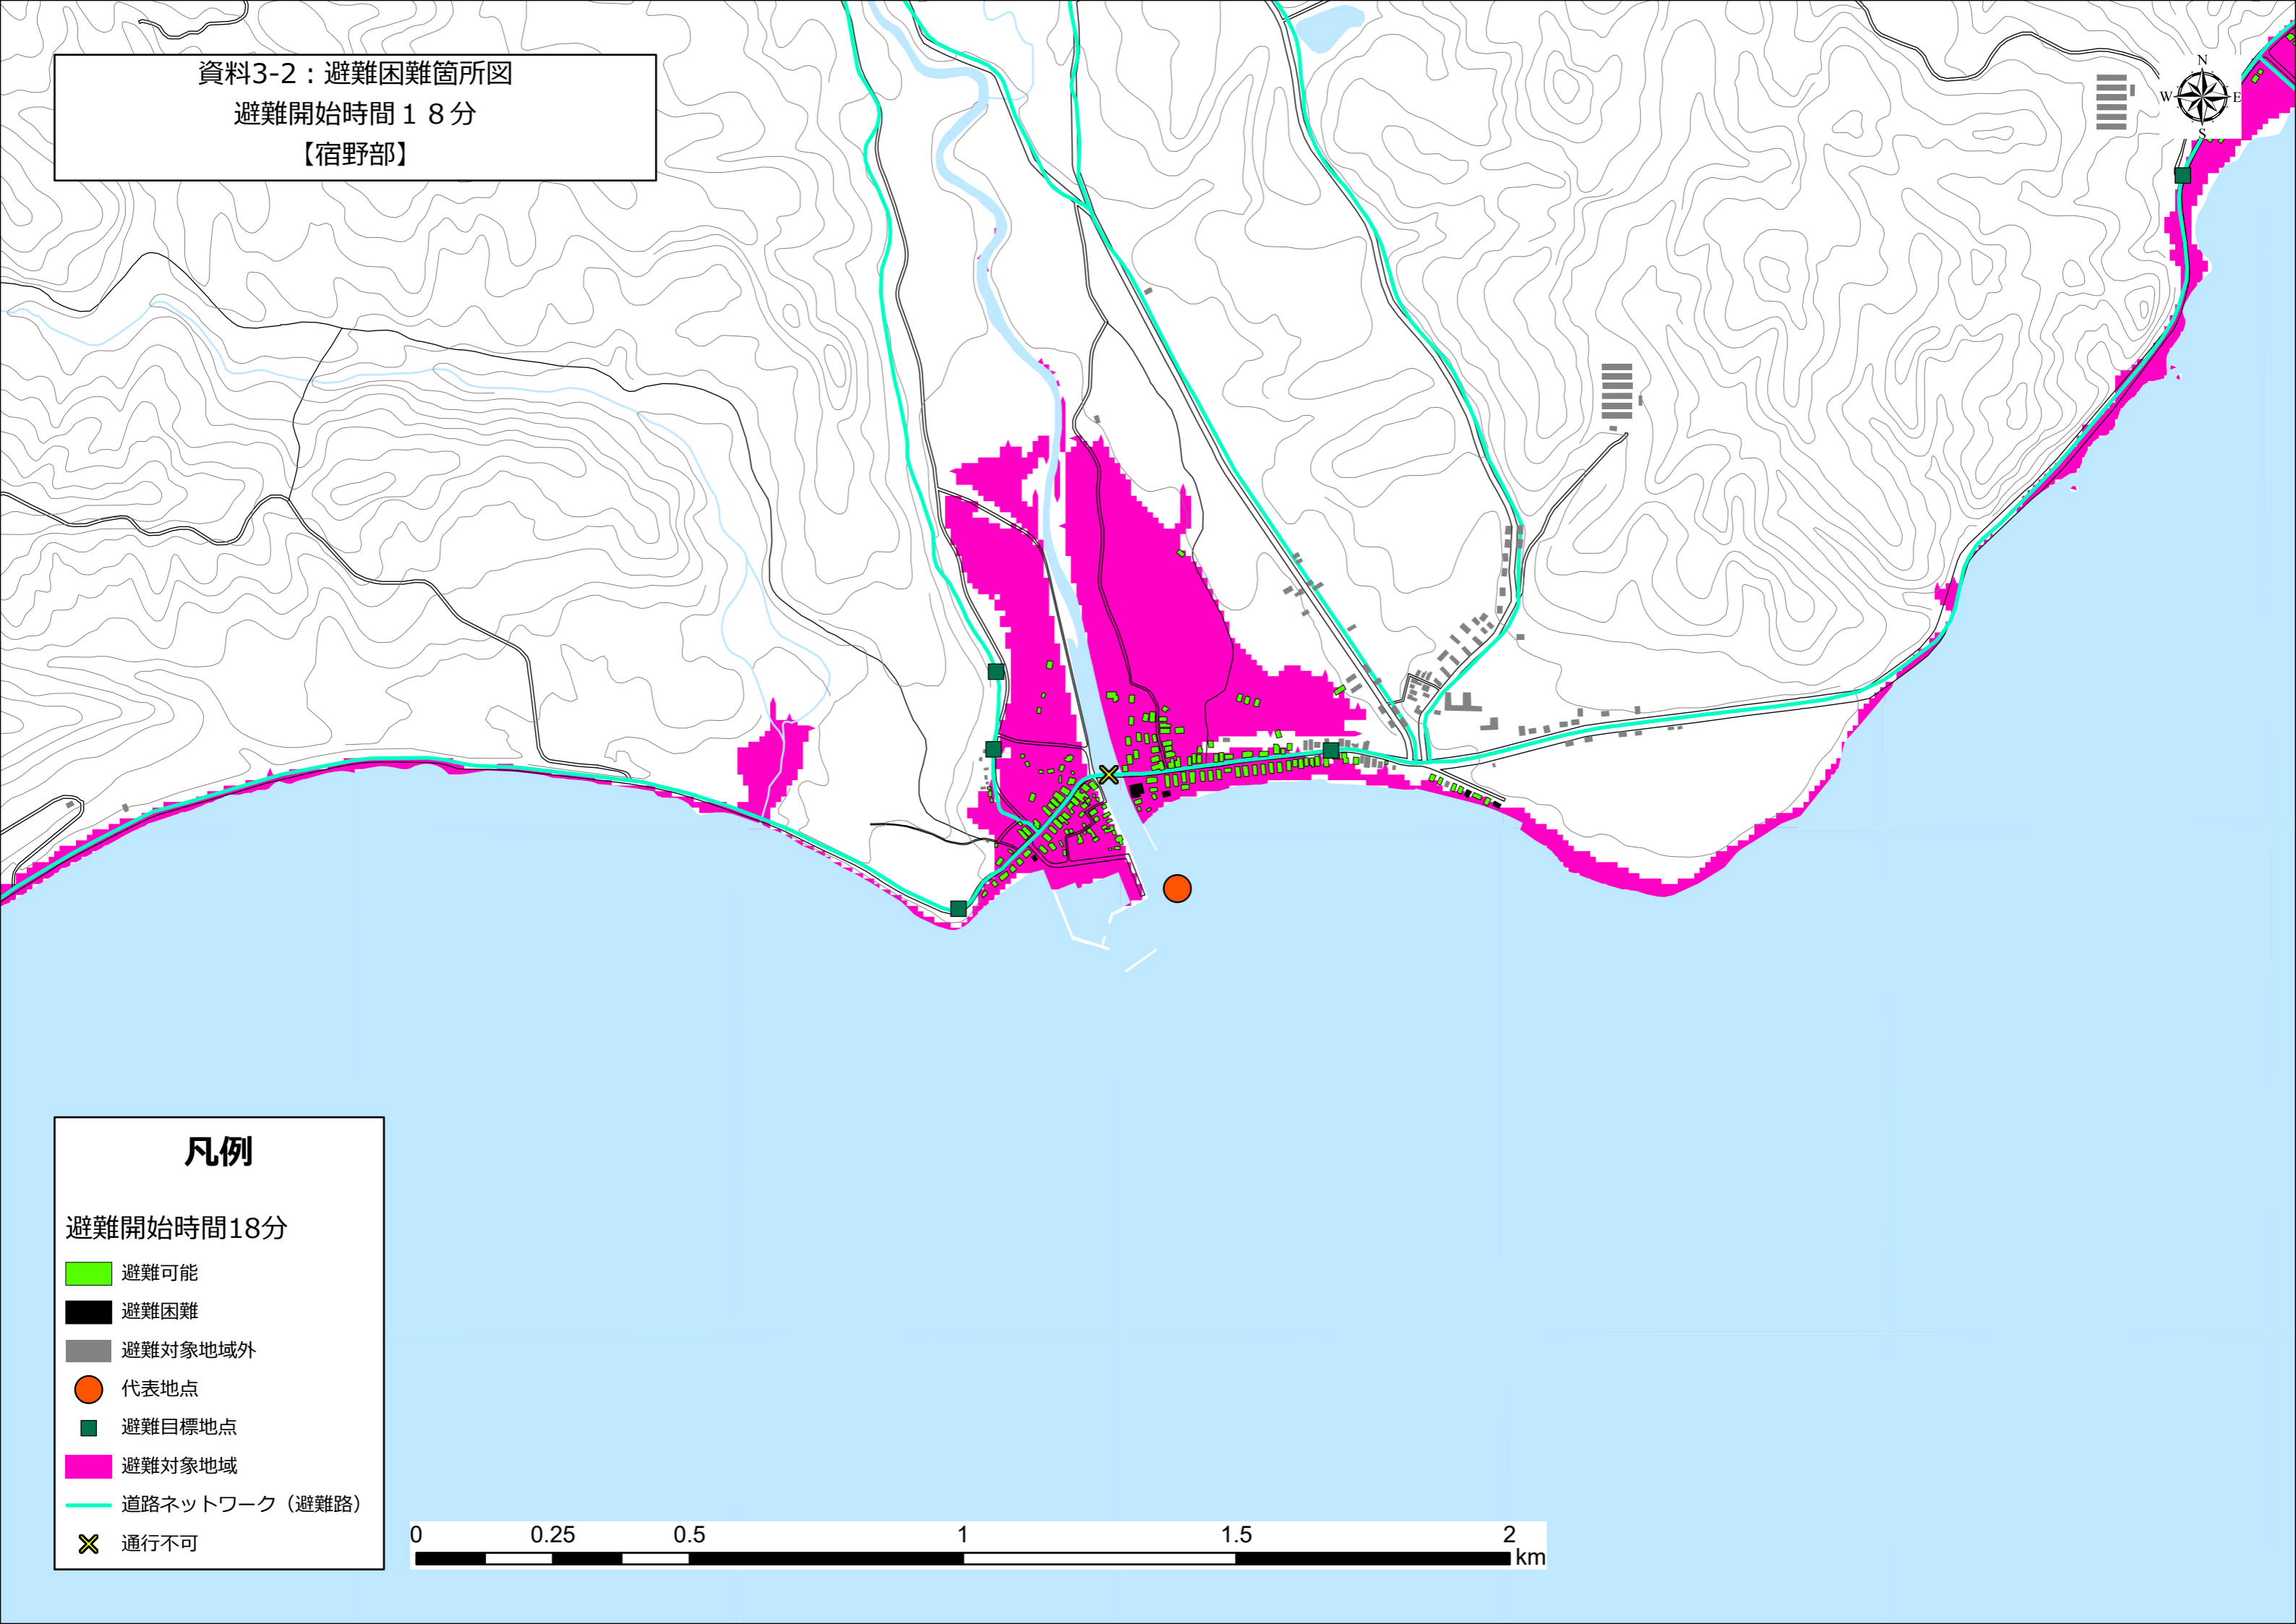 資料3-2：避難困難箇所図
避難開始時間１８分
【宿野部】
N
W E
S
凡例
避難開始時間18分
避難可能
避難困難
避難対象地域外
代表地点
避難目標地点
避難対象地域
道路ネットワーク（避難路）
通行不可
0 0.25 0.5 1 1.5 2
km